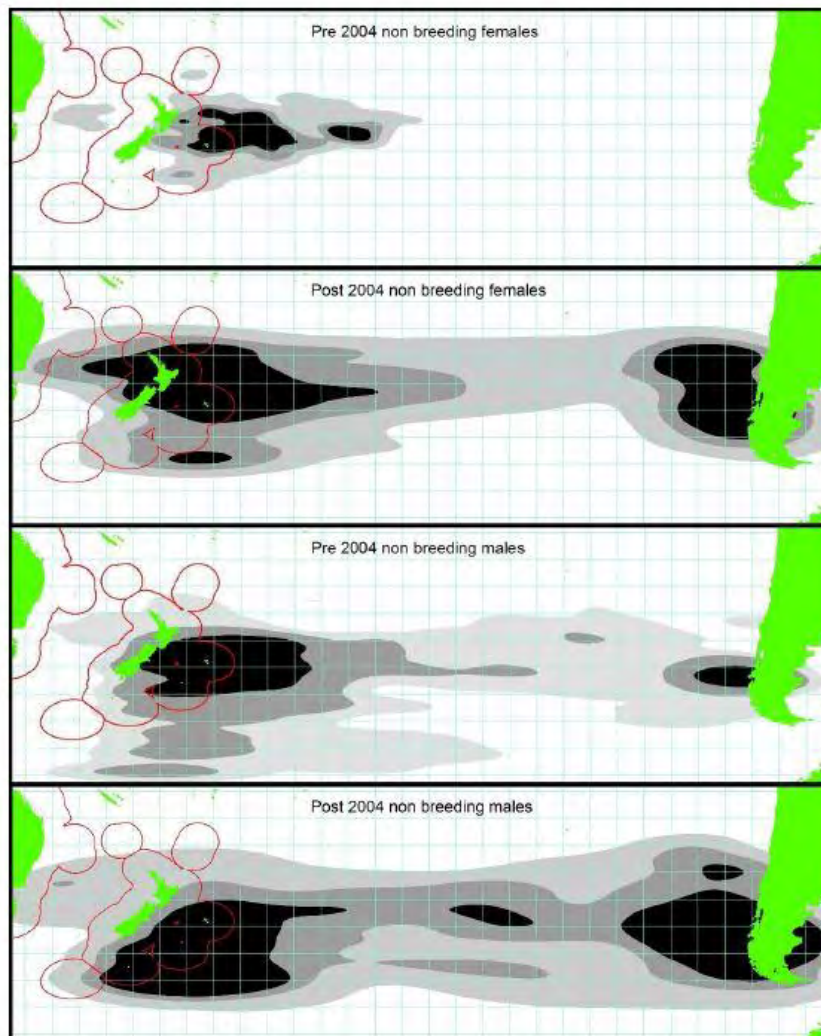 Pre 2004 non breeding females
Post 2004 non breeding females
Pre 2004 non breeding males
Post 2004 non breeding males